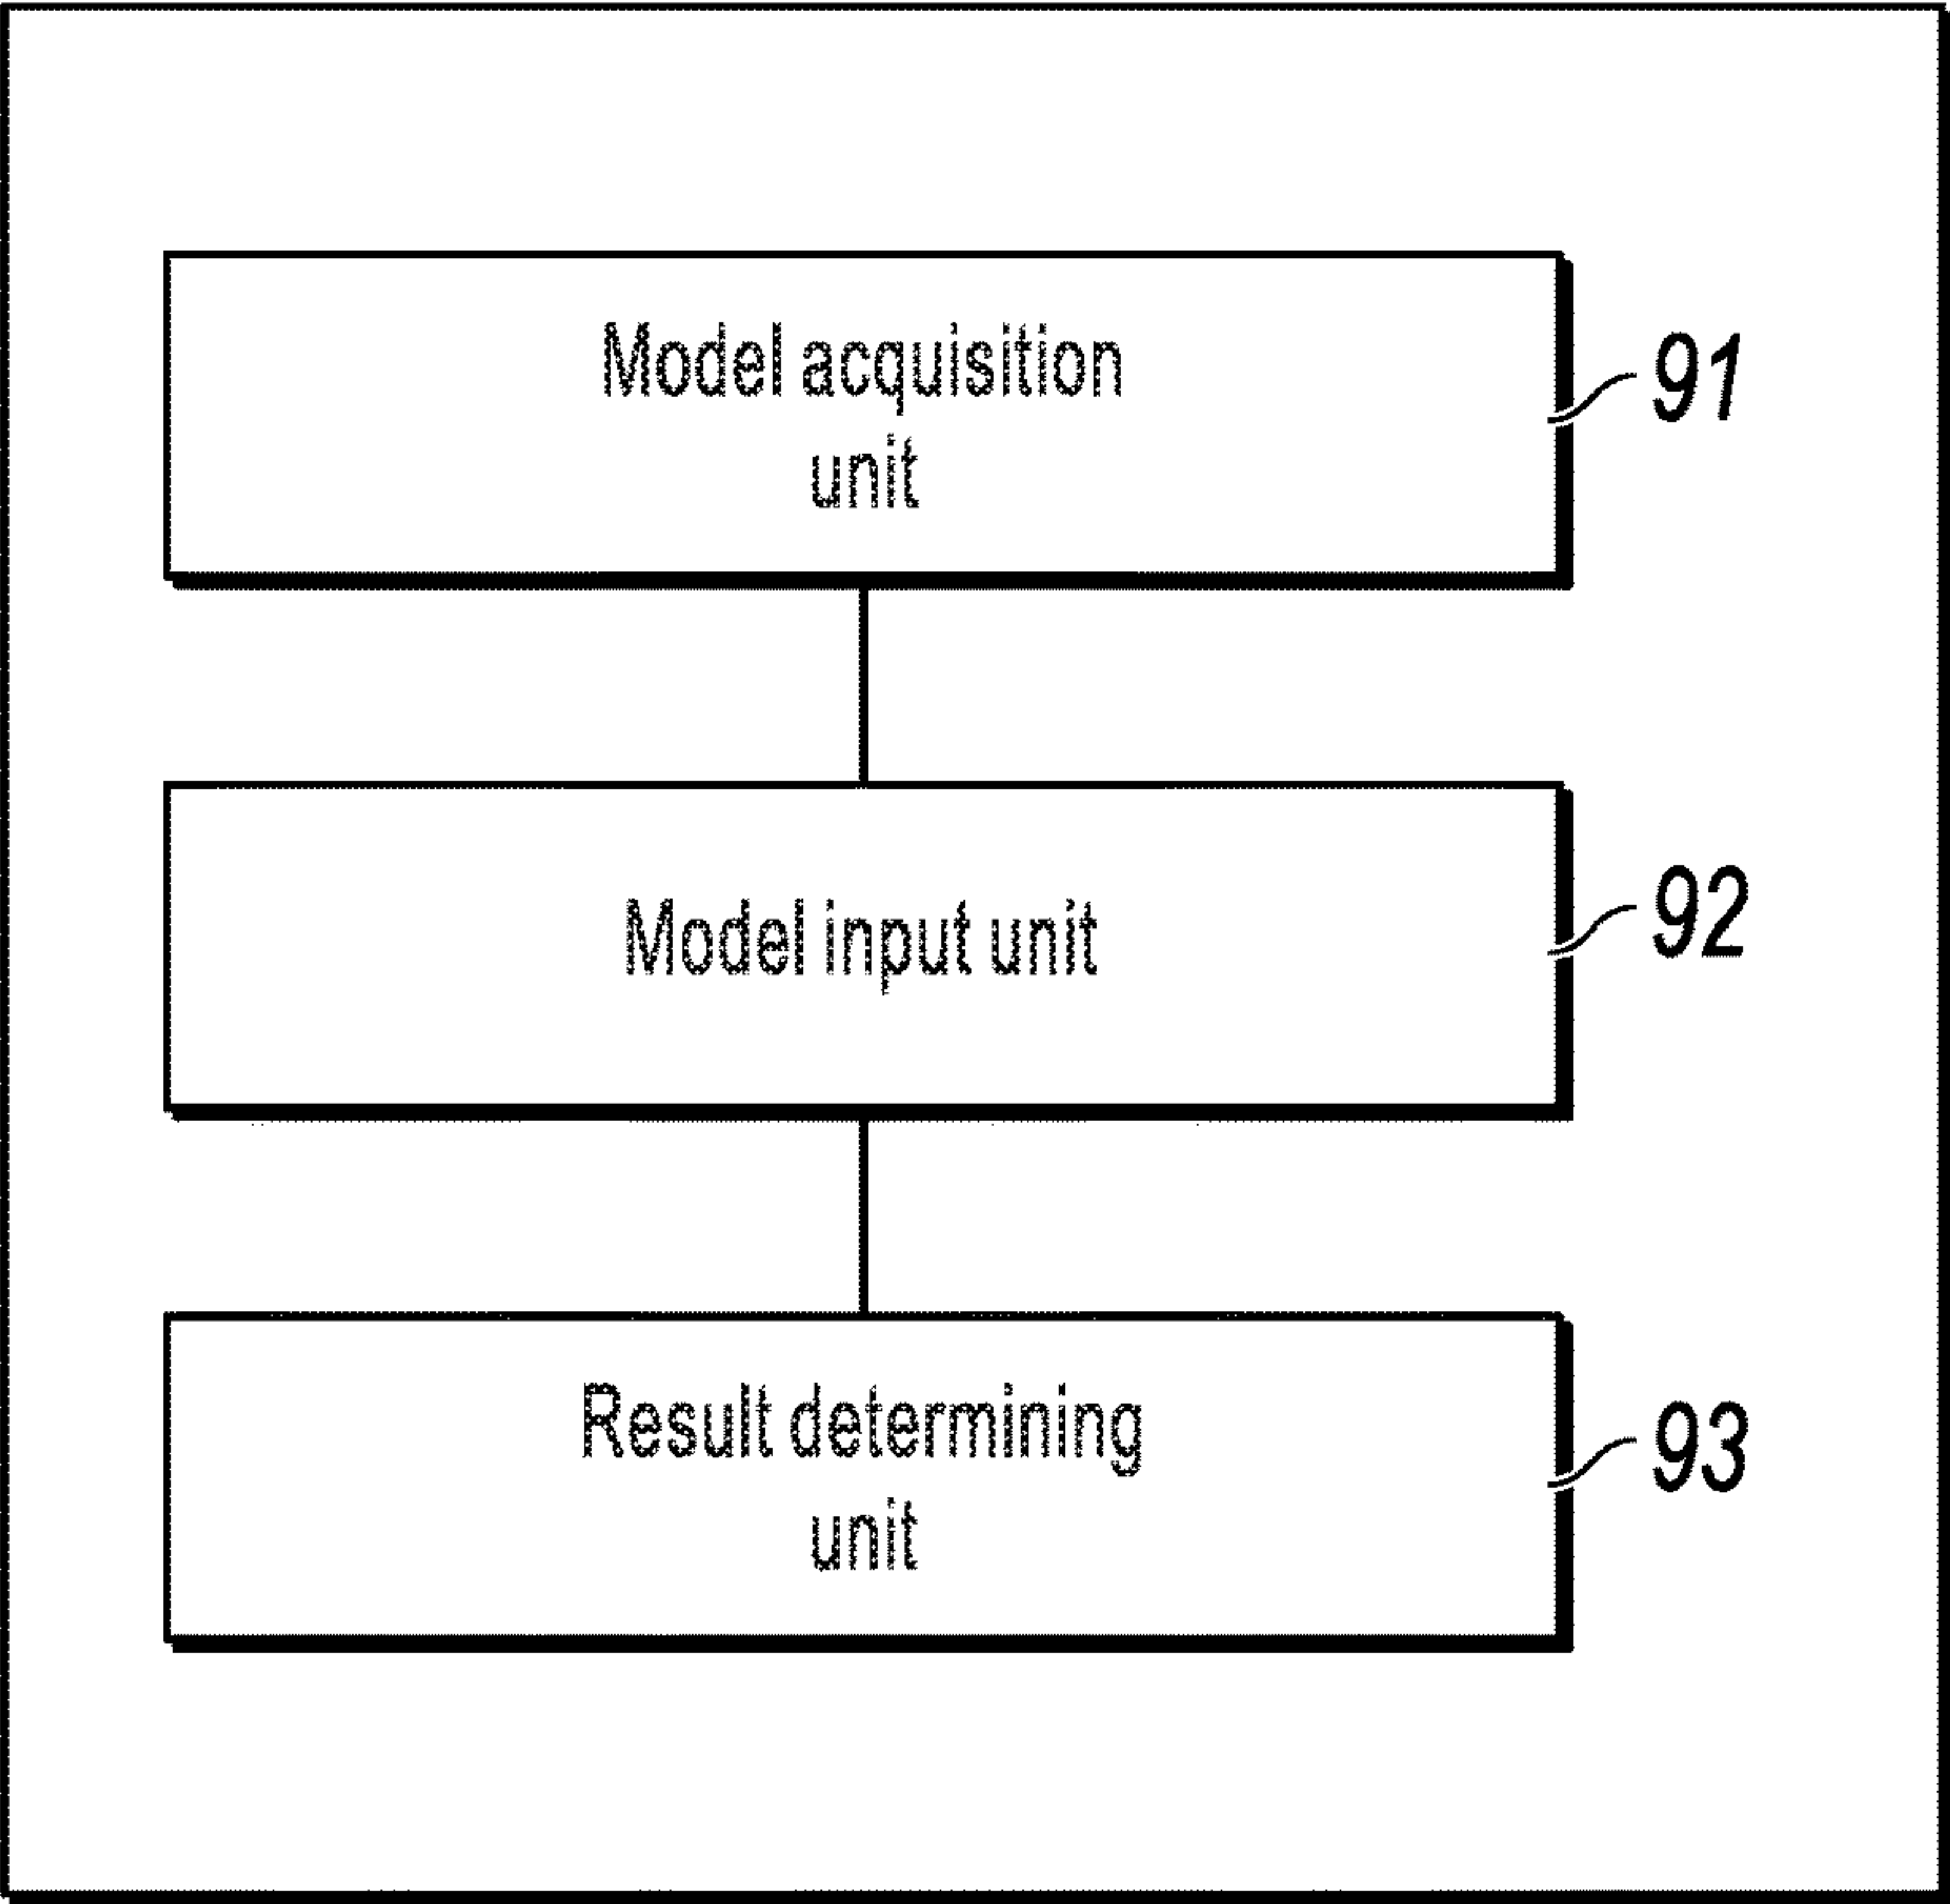 Model acquisition
unit
91
Model input unit
92
Result determining
unit
93